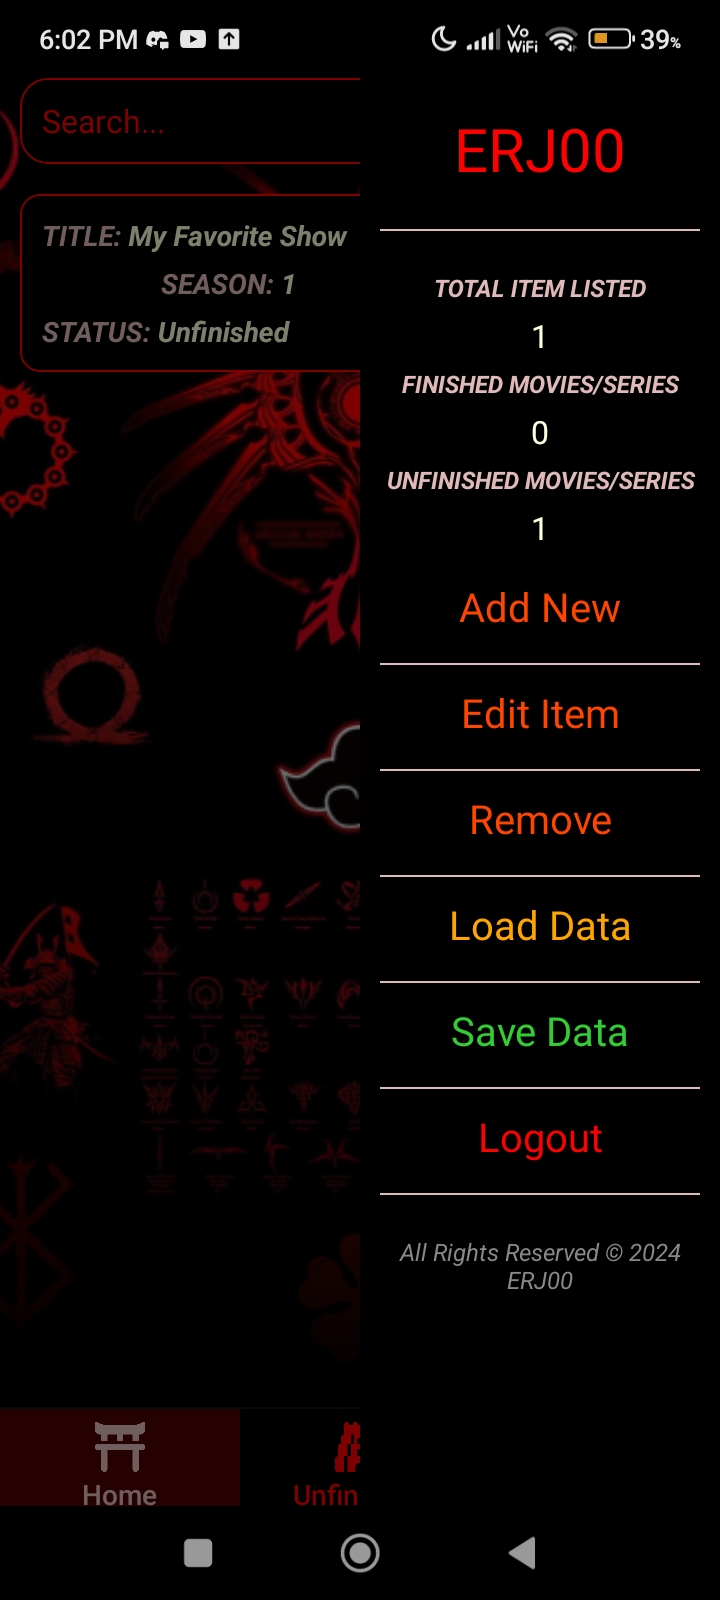 6:02 PM
Vo
WiFi
39%
Search...
TITLE: My Favorite Show
SEASON: 1
STATUS: Unfinished
Home
Unfin
ERJ00
TOTAL ITEM LISTED
1
FINISHED MOVIES/SERIES
0
UNFINISHED MOVIES/SERIES
1
Add New
Edit Item
Remove
Load Data
Save Data
Logout
All Rights Reserved © 2024
ERJ00